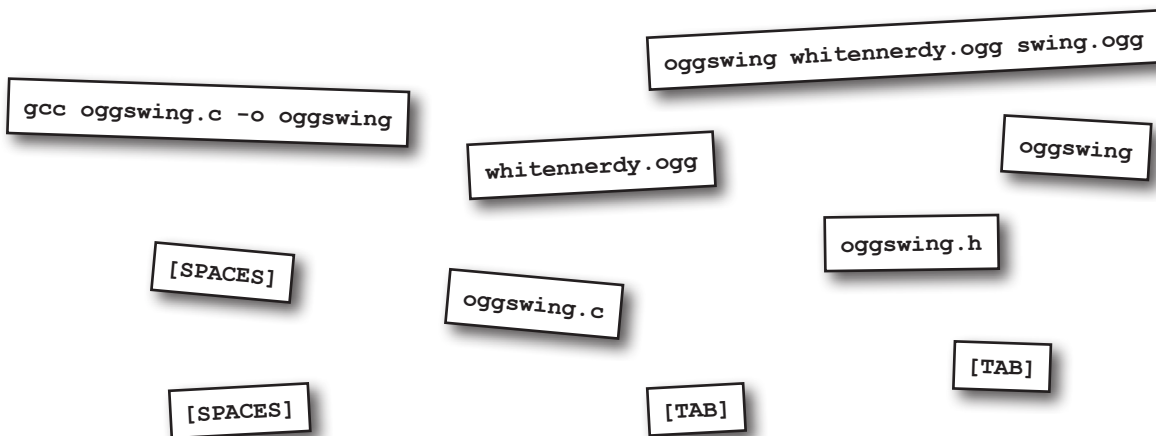 oggswing whitennerdy.ogg swing.ogg
gcc oggswing.c -o oggswing
whitennerdy.ogg
oggswing
oggswing.h
[SPACES]
oggswing.c
[TAB]
[SPACES]
[TAB]